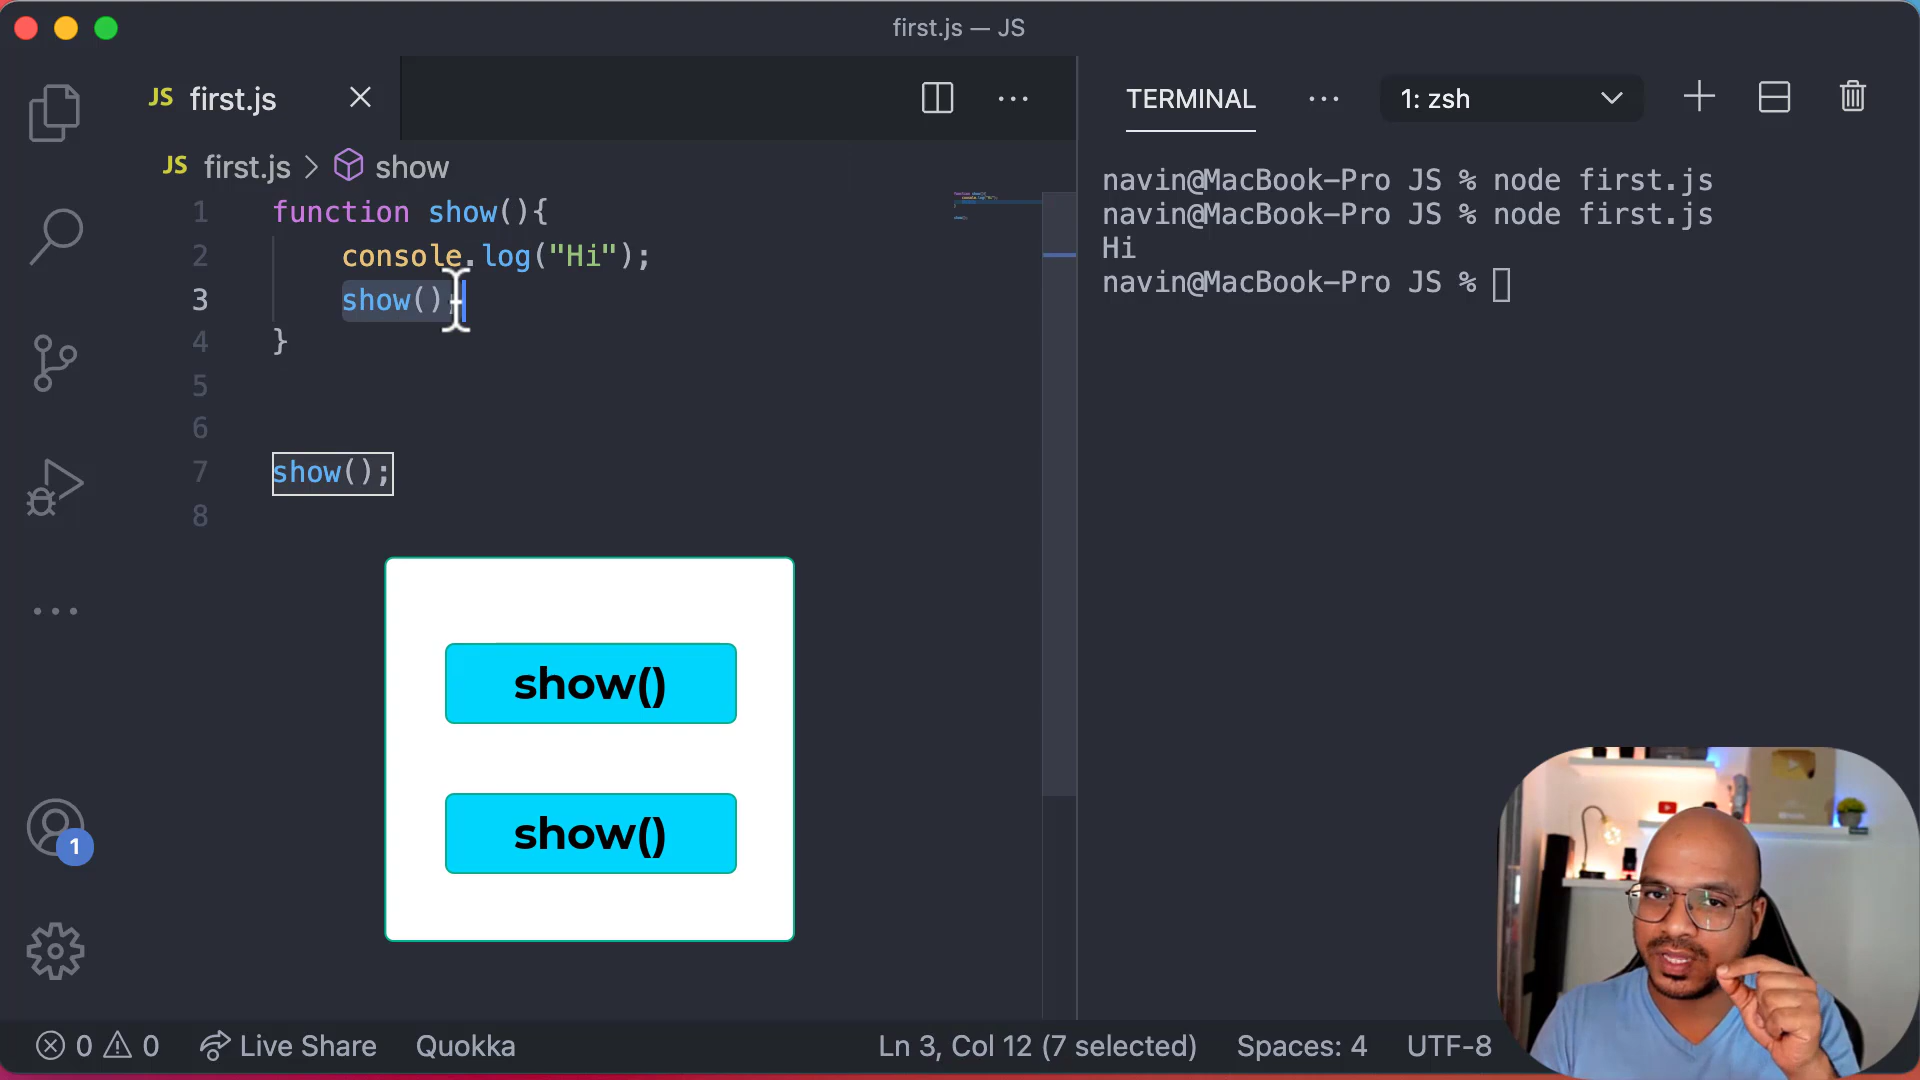 first.js — JS
JS first.js
JS first.js > show
1 function show(){
2 console.log("Hi");
3 show();
4 }
5
6
7 show();
8
show()
show()
TERMINAL
1: zsh
navin@MacBook-Pro JS % node first.js
navin@MacBook-Pro JS % node first.js
Hi
navin@MacBook-Pro JS %
1
0 0 Live Share Quokka Ln 3, Col 12 (7 selected) Spaces: 4 UTF-8